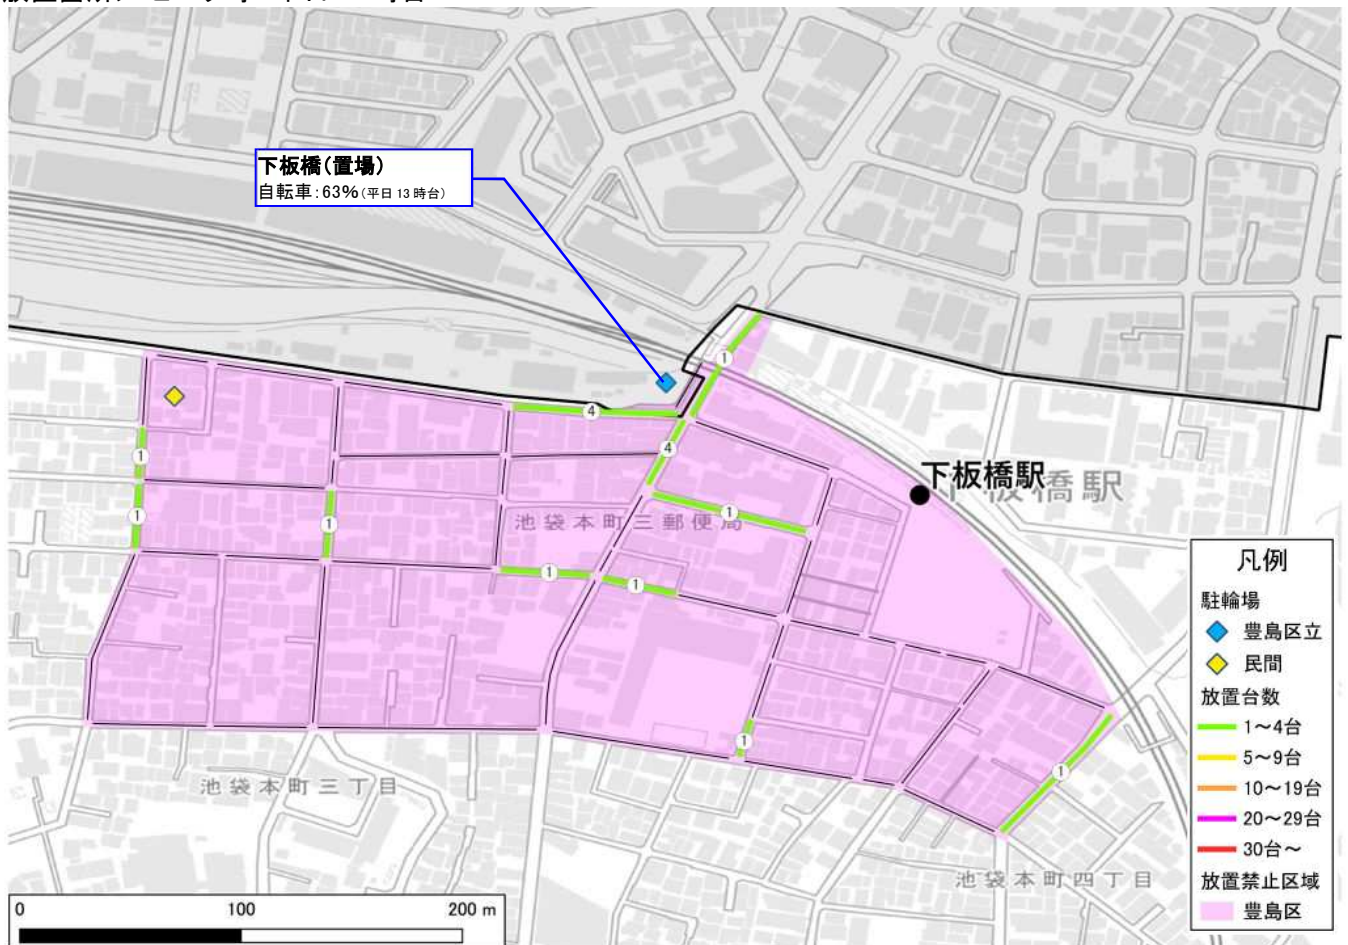 下板橋(置場)
自転車:63%(平日13時台)
1
4
4
1
1
1
1
1
1
1
1
下板橋駅
下板橋駅
池袋本町三郵便局
池袋本町三丁目
池袋本町四丁目
凡例
駐輪場
豊島区立
民間
放置台数
1～4台
5～9台
10～19台
20～29台
30台～
放置禁止区域
豊島区
0 100 200 m